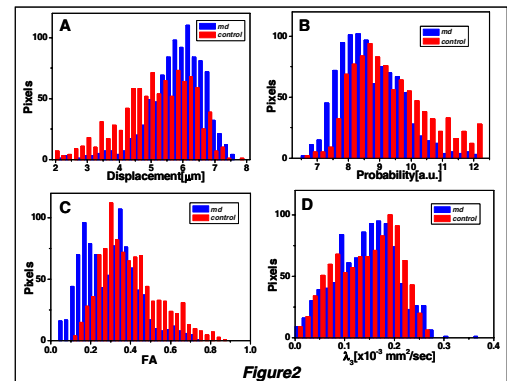 A
md
control
100
50
0
Pixels
2 3 4 5 6 7 8
Displacement[µm]
B
md
control
100
50
0
Pixels
7 8 9 10 11 12
Probability[a.u.]
C
md
control
100
50
0
Pixels
0.0 0.2 0.4 0.6 0.8 1.0
FA
D
md
control
100
75
50
25
0
Pixels
0.0 0.1 0.2 0.3 0.4
λ₃[x10⁻³ mm²/sec]
Figure2